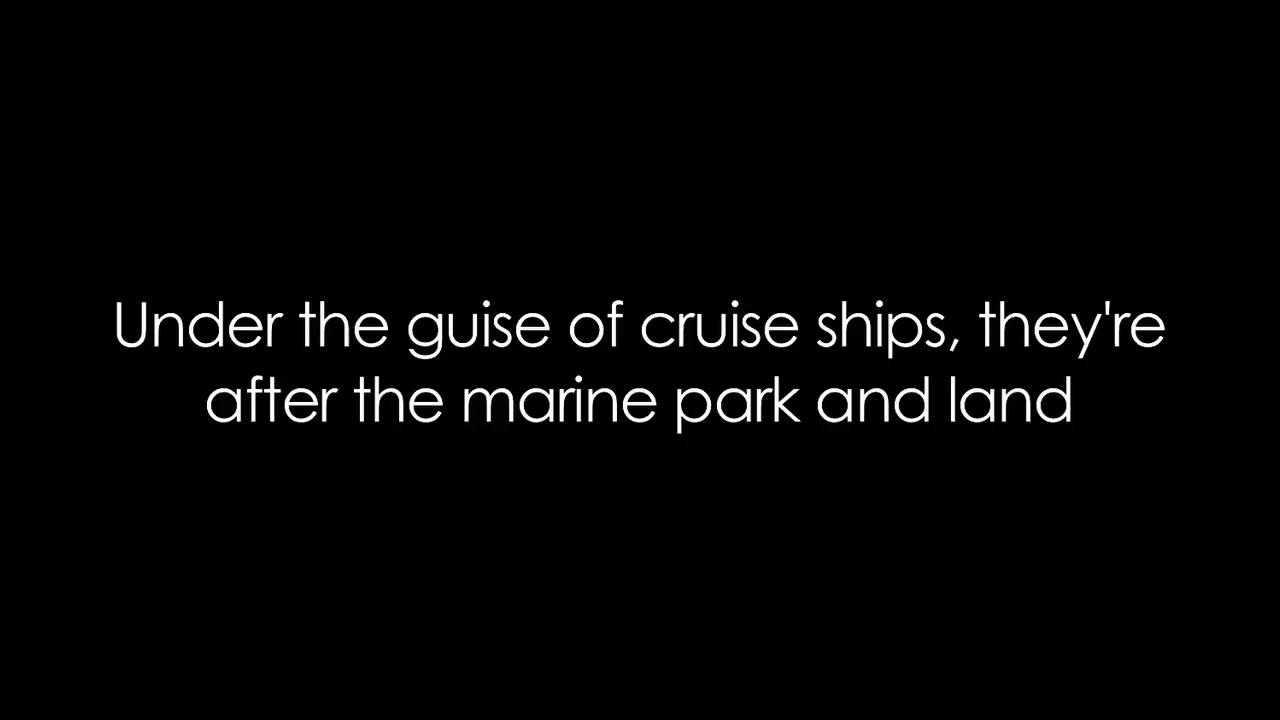 Under the guise of cruise ships, they're
after the marine park and land